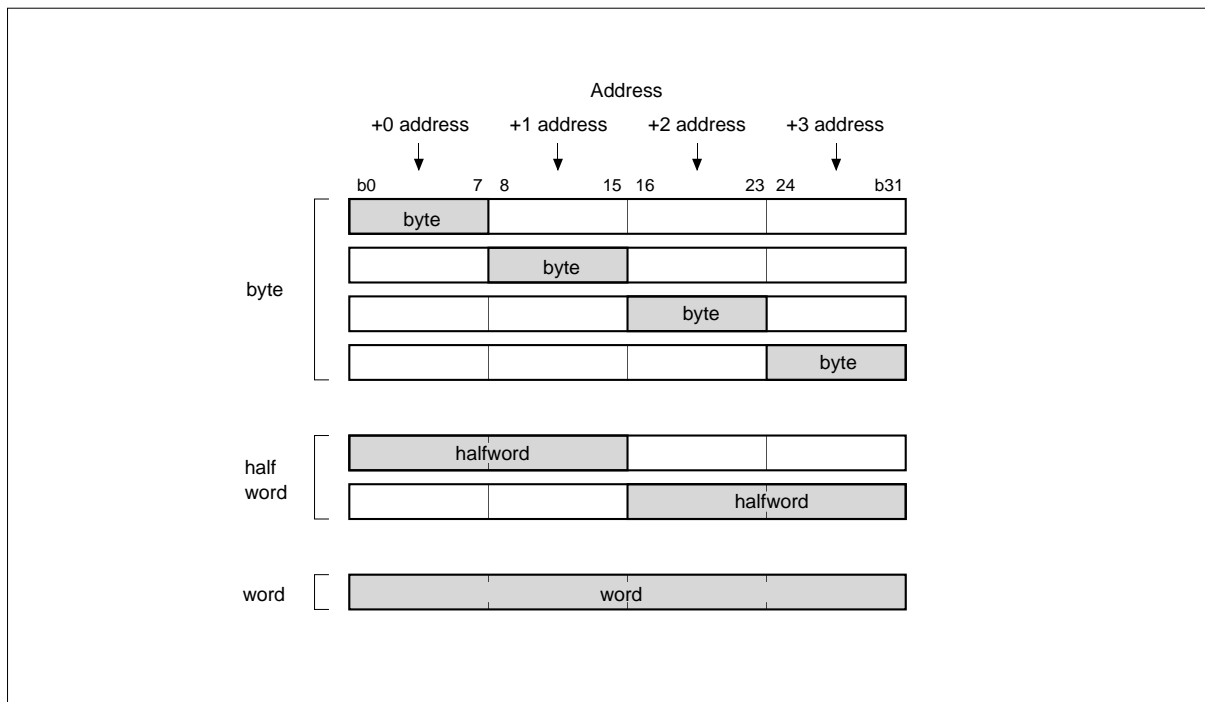 Address
+0 address +1 address +2 address +3 address
b0 7 8 15 16 23 24 b31
byte
byte
byte
byte
byte
halfword
half
word
halfword
word
word